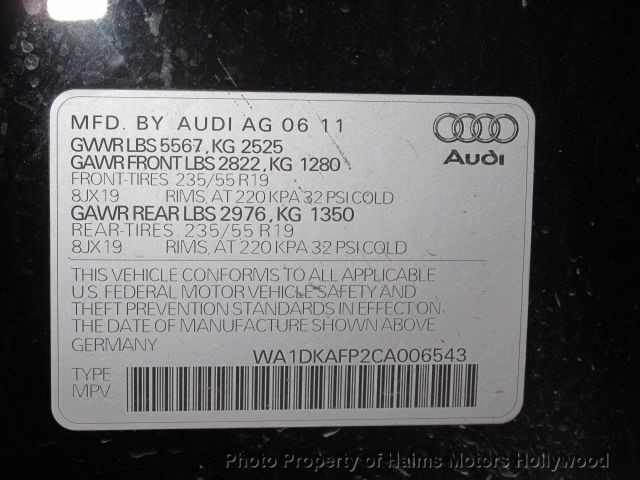 MFD. BY AUDI AG 06 11
GVWR LBS 5567, KG 2525
GAWR FRONT LBS 2822, KG 1280
FRONT-TIRES 235/55 R19
8JX19 RIMS, AT 220 KPA 32 PSI COLD
GAWR REAR LBS 2976, KG 1350
REAR-TIRES 235/55 R19
8JX19 RIMS, AT 220 KPA 32 PSI COLD
Audi
THIS VEHICLE CONFORMS TO ALL APPLICABLE
U.S. FEDERAL MOTOR VEHICLE SAFETY AND
THEFT PREVENTION STANDARDS IN EFFECT ON
THE DATE OF MANUFACTURE SHOWN ABOVE
GERMANY
WA1DKAFP2CA006543
TYPE
MPV
Photo Property of Haims Motors Hollywood